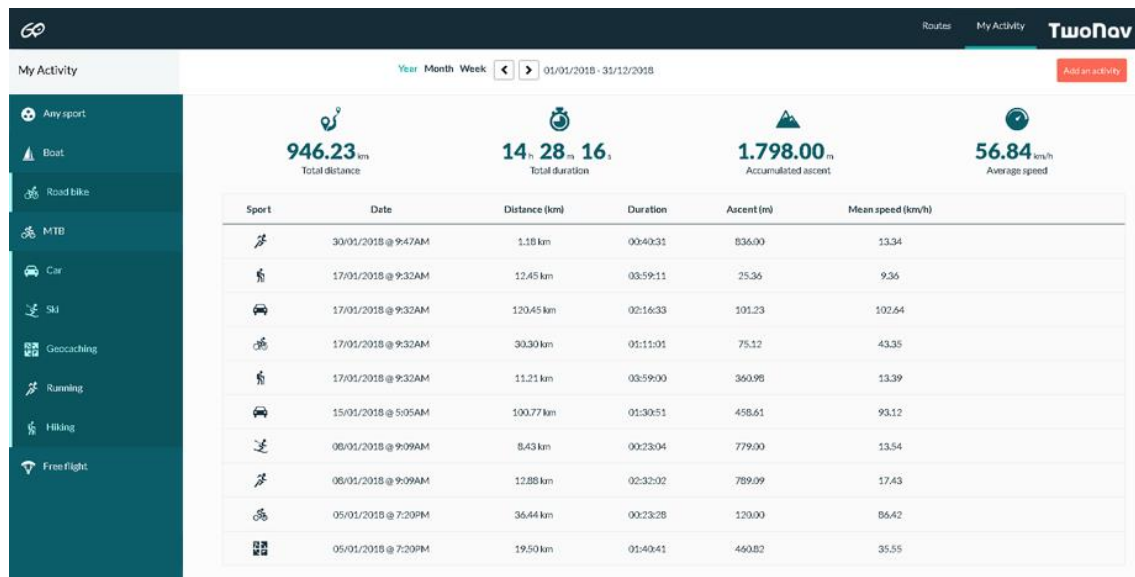 GO Routes My Activity TwoNav
My Activity Year Month Week 01/01/2018 - 31/12/2018 Add an activity
Any sport
Boat
Road bike
MTB
Car
Ski
Geocaching
Running
Hiking
Free flight
946.23 km 14 h 28 m 16 s 1.798.00 m 56.84 km/h
Total distance Total duration Accumulated ascent Average speed
Sport Date Distance (km) Duration Ascent (m) Mean speed (km/h)
30/01/2018 @ 9:47AM 1.18 km 00:40:31 836.00 13.34
17/01/2018 @ 9:32AM 12.45 km 03:59:11 25.36 9.36
17/01/2018 @ 9:32AM 120.45 km 02:16:33 101.23 102.64
17/01/2018 @ 9:32AM 30.30 km 01:11:01 75.12 43.35
17/01/2018 @ 9:32AM 11.21 km 03:59:00 360.98 13.39
15/01/2018 @ 5:05AM 100.77 km 01:30:51 458.61 93.12
08/01/2018 @ 9:09AM 8.43 km 00:23:04 779.00 13.54
08/01/2018 @ 9:09AM 12.88 km 02:32:02 789.09 17.43
05/01/2018 @ 7:20PM 36.44 km 00:23:28 120.00 86.42
05/01/2018 @ 7:20PM 19.50 km 01:40:41 460.82 35.55